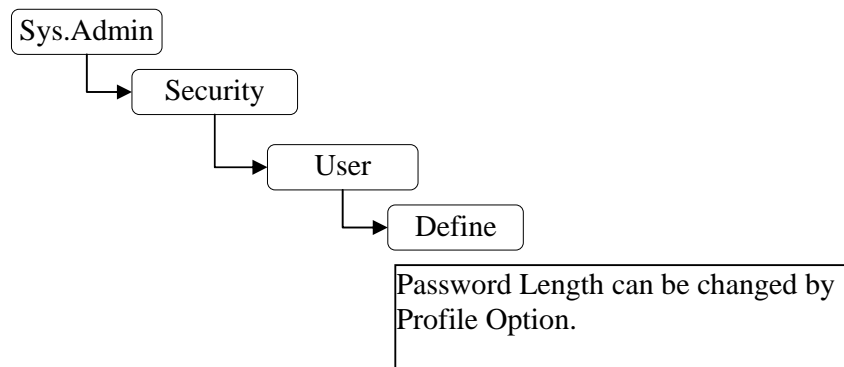 Sys.Admin
Security
User
Define
Password Length can be changed by
Profile Option.